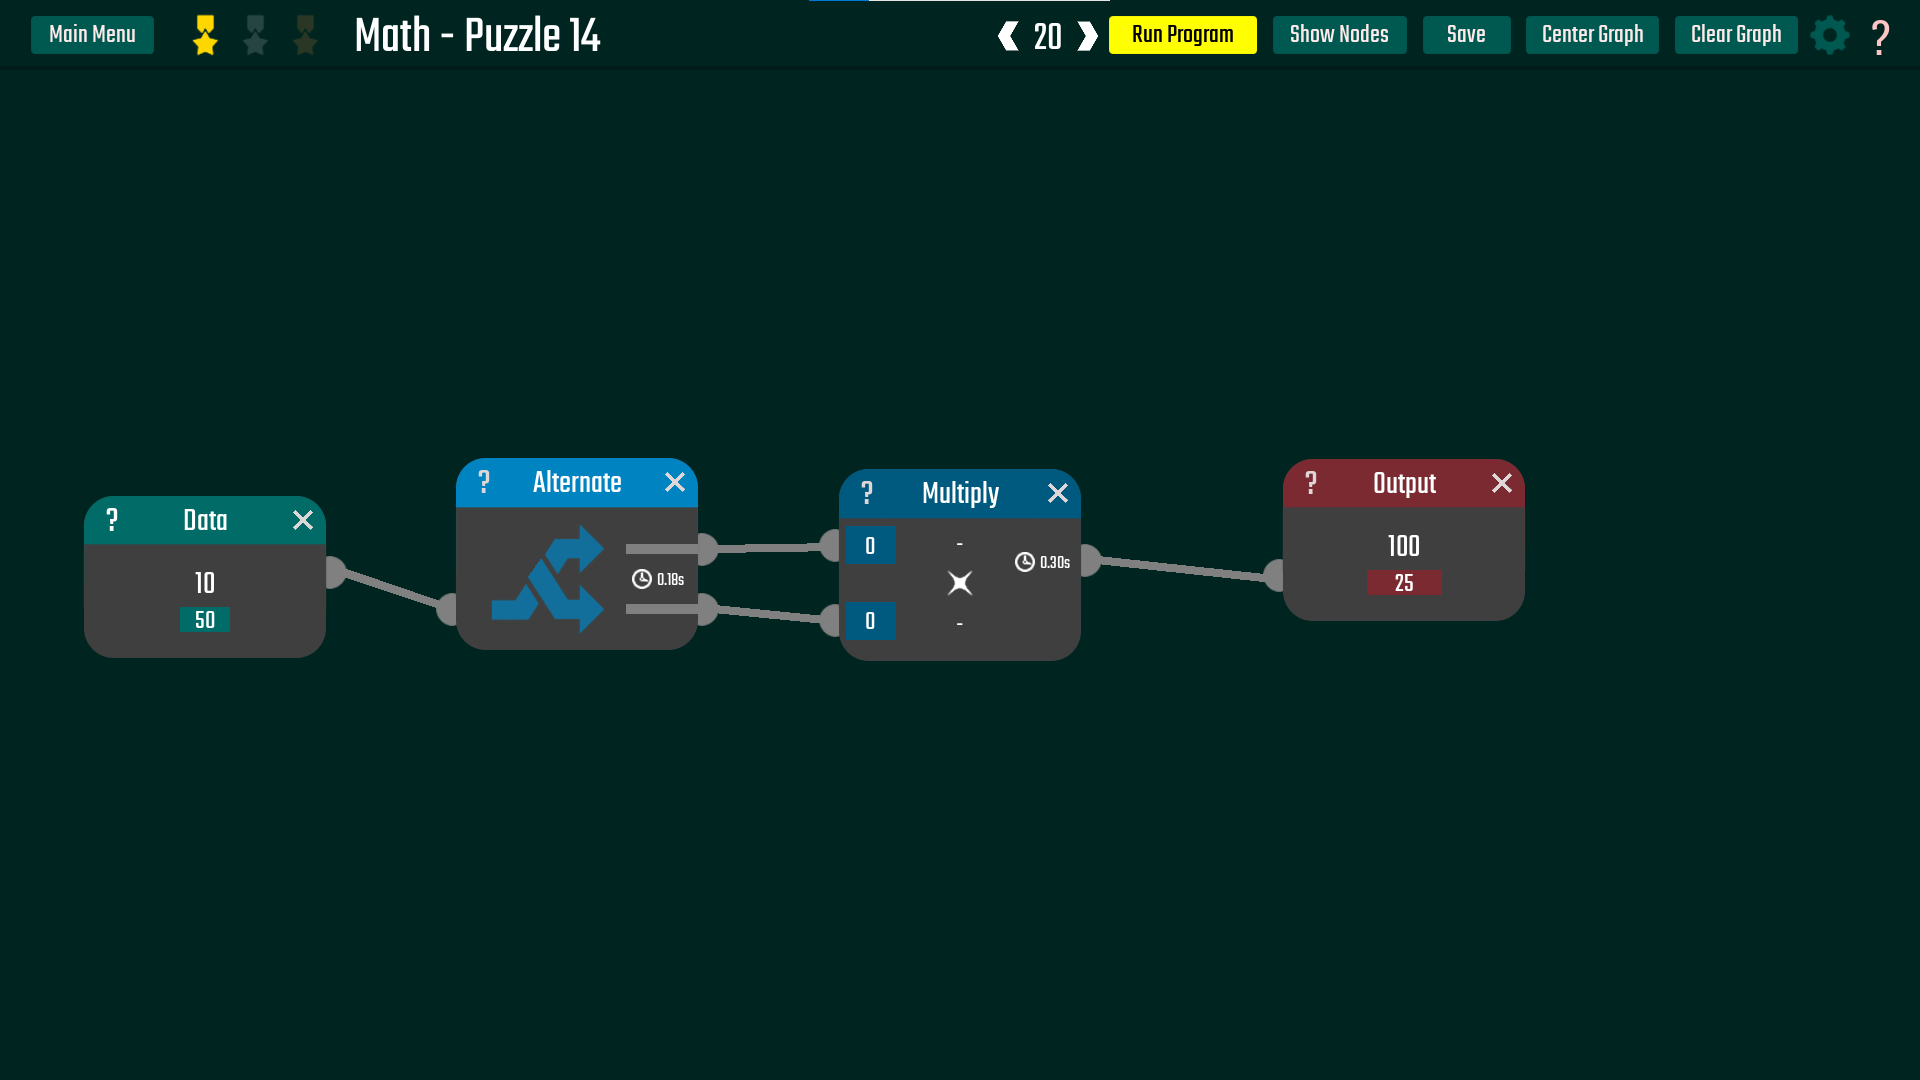 Main Menu
Math - Puzzle 14
20
Run Program
Show Nodes
Save
Center Graph
Clear Graph
?
? Data
10
50
? Alternate
0.18s
? Multiply
0 -
0.30s
0 -
? Output
100
25